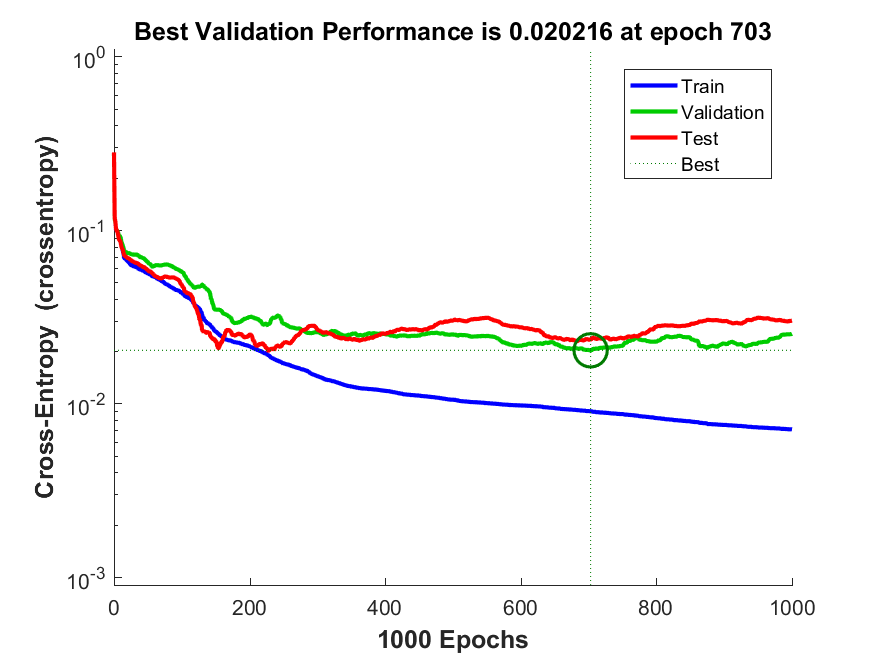 Best Validation Performance is 0.020216 at epoch 703
Cross-Entropy (crossentropy)
10^0
10^-1
10^-2
10^-3
Train
Validation
Test
Best
0 200 400 600 800 1000
1000 Epochs